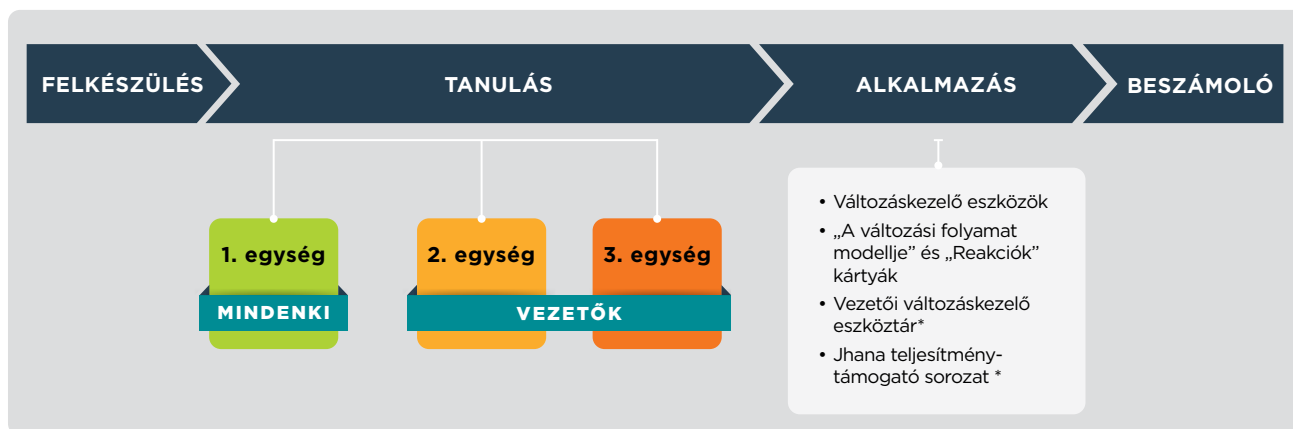 FELKÉSZÜLÉS
TANULÁS
ALKALMAZÁS
BESZÁMOLÓ
1. egység
2. egység
3. egység
MINDENKI
VEZETŐK
• Változáskezelő eszközök
• „A változási folyamat
modellje” és „Reakciók”
kártyák
• Vezetői változáskezelő
eszköztár*
• Jhana teljesítmény-
támogató sorozat *